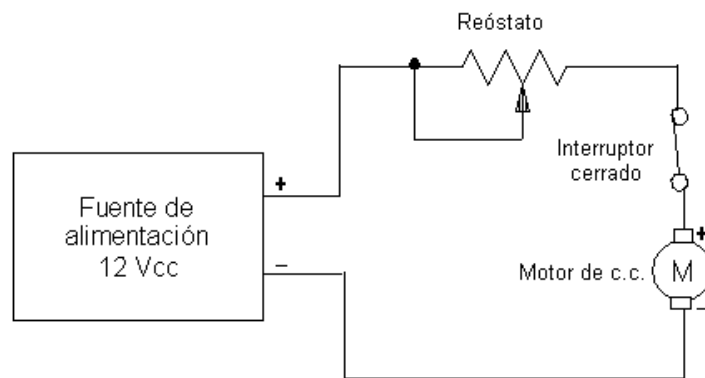 Reóstato
+
Fuente de
alimentación
12 Vcc
−
Interruptor
cerrado
+
Motor de c.c.
M
−